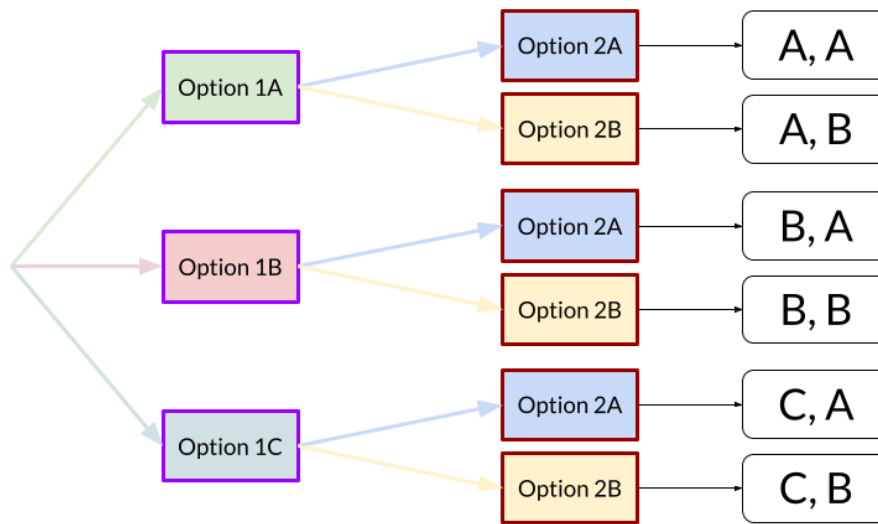 Option 1A
Option 2A
A, A
Option 2B
A, B
Option 1B
Option 2A
B, A
Option 2B
B, B
Option 1C
Option 2A
C, A
Option 2B
C, B